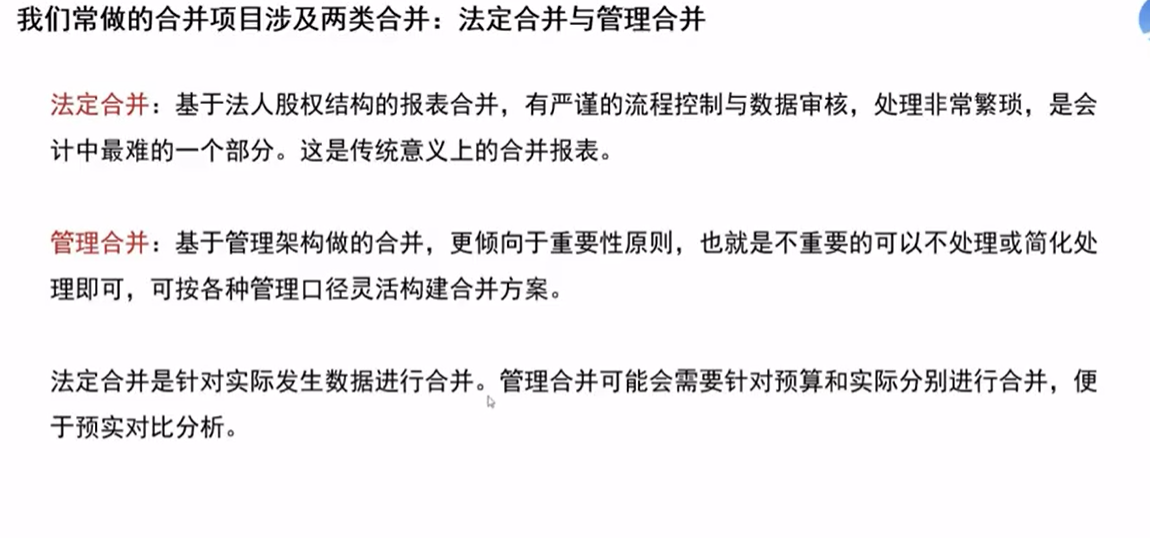 我们常做的合并项目涉及两类合并：法定合并与管理合并
法定合并：基于法人股权结构的报表合并，有严谨的流程控制与数据审核，处理非常繁琐，是会
计中最难的一个部分。这是传统意义上的合并报表。
管理合并：基于管理架构做的合并，更倾向于重要性原则，也就是不重要的可以不处理或简化处
理即可，可按各种管理口径灵活构建合并方案。
法定合并是针对实际发生数据进行合并。管理合并可能会需要针对预算和实际分别进行合并，便
于预实对比分析。